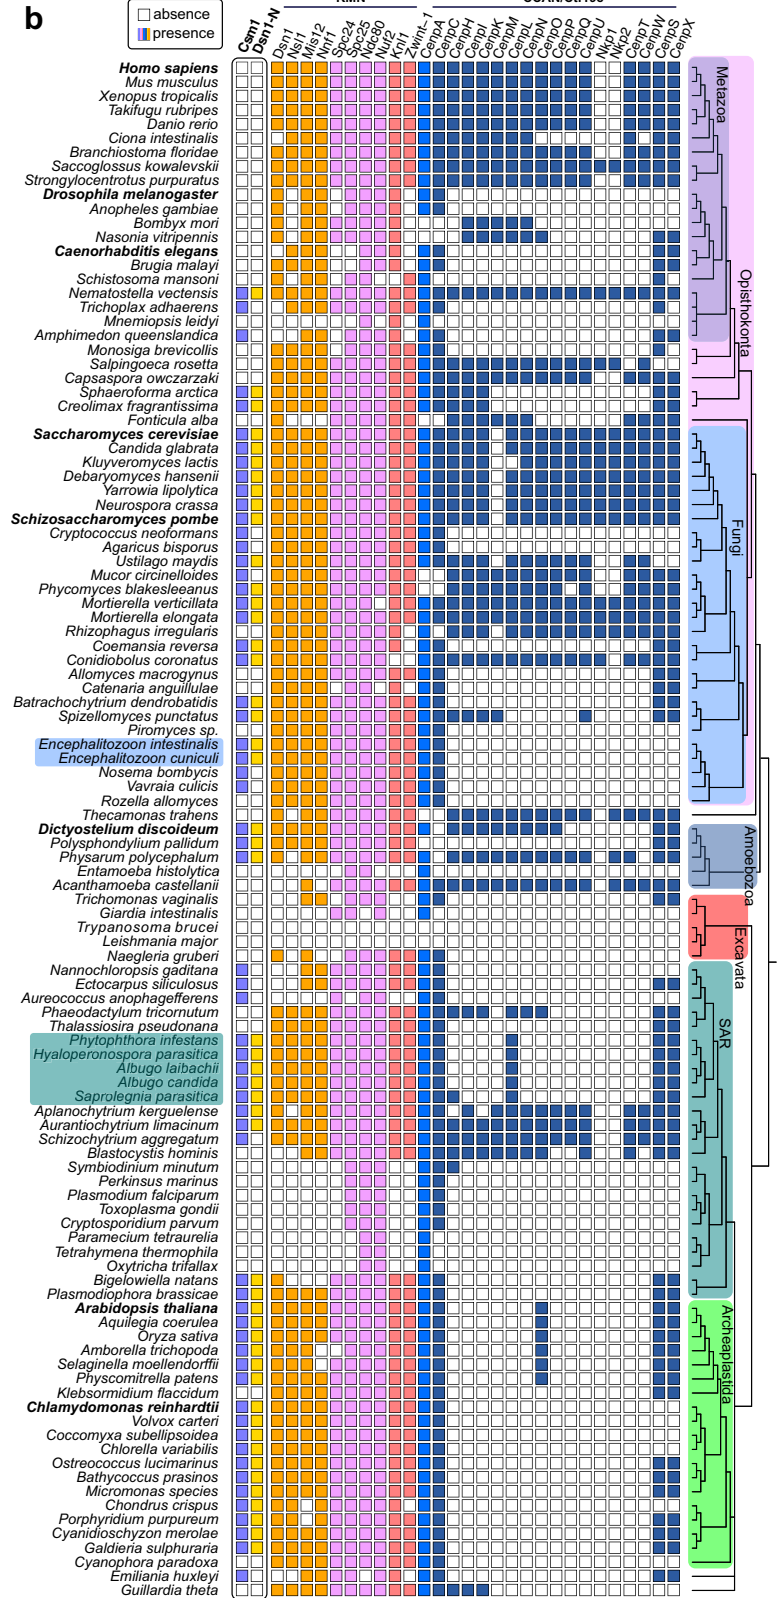 b
absence
presence
Csm1
Dsn1-N
Dsn1
Nsl1
Mis12
Nnf1
Spc24
Spc25
Ndc80
Nuf2
Knl1
Zwint-1
CenpA
CenpC
CenpH
CenpI
CenpK
CenpM
CenpL
CenpN
CenpO
CenpP
CenpQ
CenpU
Nkp1
Nkp2
CenpT
CenpW
CenpS
CenpX
Homo sapiens
Mus musculus
Xenopus tropicalis
Takifugu rubripes
Danio rerio
Ciona intestinalis
Branchiostoma floridae
Saccoglossus kowalevskii
Strongylocentrotus purpuratus
Drosophila melanogaster
Anopheles gambiae
Bombyx mori
Nasonia vitripennis
Caenorhabditis elegans
Brugia malayi
Schistosoma mansoni
Nematostella vectensis
Trichoplax adhaerens
Mnemiopsis leidyi
Amphimedon queenslandica
Monosiga brevicollis
Salpingoeca rosetta
Capsaspora owczarzaki
Sphaeroforma arctica
Creolimax fragrantissima
Fonticula alba
Saccharomyces cerevisiae
Candida glabrata
Kluyveromyces lactis
Debaryomyces hansenii
Yarrowia lipolytica
Neurospora crassa
Schizosaccharomyces pombe
Cryptococcus neoformans
Agaricus bisporus
Ustilago maydis
Mucor circinelloides
Phycomyces blakesleeanus
Mortierella verticillata
Mortierella elongata
Rhizophagus irregularis
Coemansia reversa
Conidiobolus coronatus
Allomyces macrogynus
Catenaria anguillulae
Batrachochytrium dendrobatidis
Spizellomyces punctatus
Piromyces sp.
Encephalitozoon intestinalis
Encephalitozoon cuniculi
Nosema bombycis
Vavraia culicis
Rozella allomyces
Thecamonas trahens
Dictyostelium discoideum
Polysphondylium pallidum
Physarum polycephalum
Entamoeba histolytica
Acanthamoeba castellanii
Trichomonas vaginalis
Giardia intestinalis
Trypanosoma brucei
Leishmania major
Naegleria gruberi
Nannochloropsis gaditana
Ectocarpus siliculosus
Aureococcus anophagefferens
Phaeodactylum tricornutum
Thalassiosira pseudonana
Phytophthora infestans
Hyaloperonospora parasitica
Albugo laibachii
Albugo candida
Saprolegnia parasitica
Aplanochytrium kerguelense
Aurantiochytrium limacinum
Schizochytrium aggregatum
Blastocystis hominis
Symbiodinium minutum
Perkinsus marinus
Plasmodium falciparum
Toxoplasma gondii
Cryptosporidium parvum
Paramecium tetraurelia
Tetrahymena thermophila
Oxytricha trifallax
Bigelowiella natans
Plasmodiophora brassicae
Arabidopsis thaliana
Aquilegia coerulea
Oryza sativa
Amborella trichopoda
Selaginella moellendorffii
Physcomitrella patens
Klebsormidium flaccidum
Chlamydomonas reinhardtii
Volvox carteri
Coccomyxa subellipsoidea
Chlorella variabilis
Ostreococcus lucimarinus
Bathycoccus prasinos
Micromonas species
Chondrus crispus
Porphyridium purpureum
Cyanidioschyzon merolae
Galdieria sulphuraria
Cyanophora paradoxa
Emiliania huxleyi
Guillardia theta
Metazoa
Opisthokonta
Fungi
Amoebozoa
Excavata
SAR
Archeaplastida